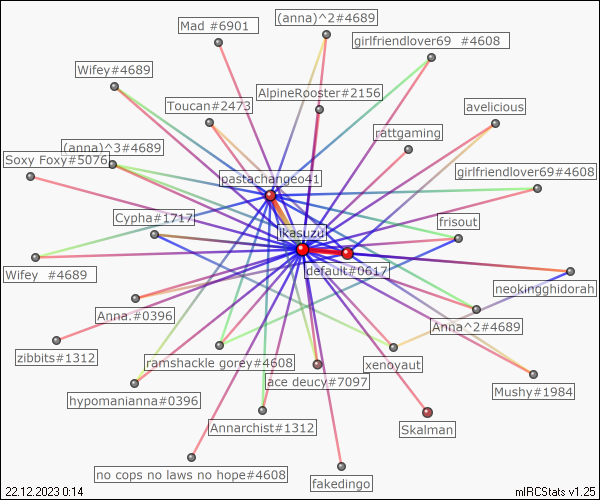 Mad #6901
(anna)^2#4689
girlfriendlover69 #4608
Wifey#4689
AlpineRooster#2156
Toucan#2473
avelicious
rattgaming
(anna)^3#4689
Soxy Foxy#5076
girlfriendlover69#4608
pastachangeo41
Cypha#1717
frisout
ikasuzu
default#0617
Wifey #4689
neokingghidorah
Anna.#0396
Anna^2#4689
zibbits#1312
ramshackle gorey#4608
xenoyaut
ace deucy#7097
Mushy#1984
hypomanianna#0396
Annarchist#1312
Skalman
no cops no laws no hope#4608
fakedingo
22.12.2023 0:14
mIRCStats v1.25